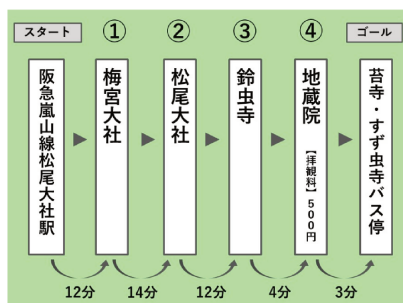 スタート
①
②
③
④
ゴール
阪急嵐山線松尾大社駅
梅宮大社
松尾大社
鈴虫寺
地蔵院
【拝観料】500円
苔寺・すず虫寺バス停
12分
14分
12分
4分
3分